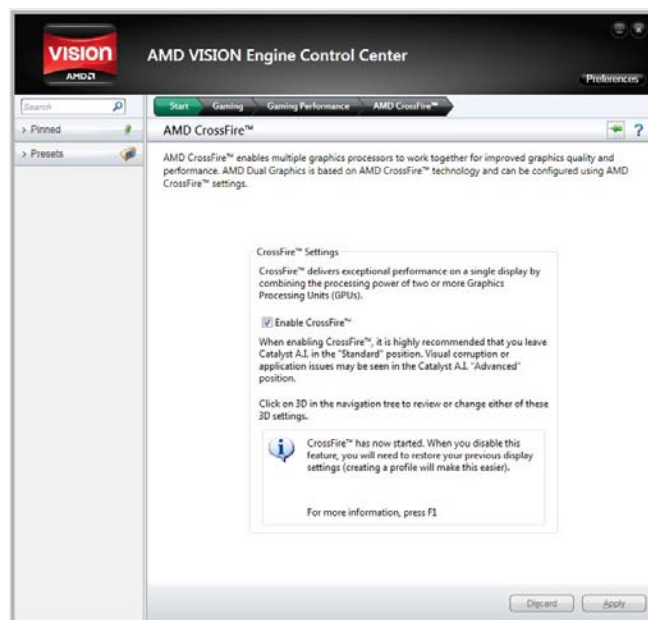 VISION
AMD
AMD VISION Engine Control Center
Preferences
Search
Start Gaming Gaming Performance AMD CrossFire™
> Pinned
AMD CrossFire™
?
> Presets
AMD CrossFire™ enables multiple graphics processors to work together for improved graphics quality and
performance. AMD Dual Graphics is based on AMD CrossFire™ technology and can be configured using AMD
CrossFire™ settings.
CrossFire™ Settings
CrossFire™ delivers exceptional performance on a single display by
combining the processing power of two or more Graphics
Processing Units (GPUs).
Enable CrossFire™
When enabling CrossFire™, it is highly recommended that you leave
Catalyst A.I. in the "Standard" position. Visual corruption or
application issues may be seen in the Catalyst A.I. "Advanced"
position.
Click on 3D in the navigation tree to review or change either of these
3D settings.
CrossFire™ has now started. When you disable this
feature, you will need to restore your previous display
settings (creating a profile will make this easier).
For more information, press F1
Discard Apply